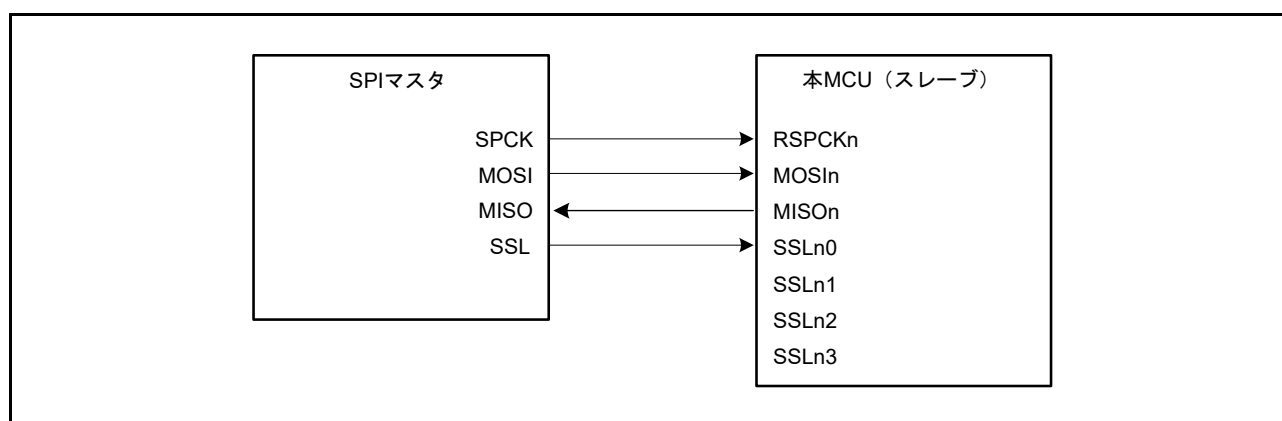 SPIマスタ
SPCK
MOSI
MISO
SSL
本MCU（スレーブ）
RSPCKn
MOSIn
MISOn
SSLn0
SSLn1
SSLn2
SSLn3